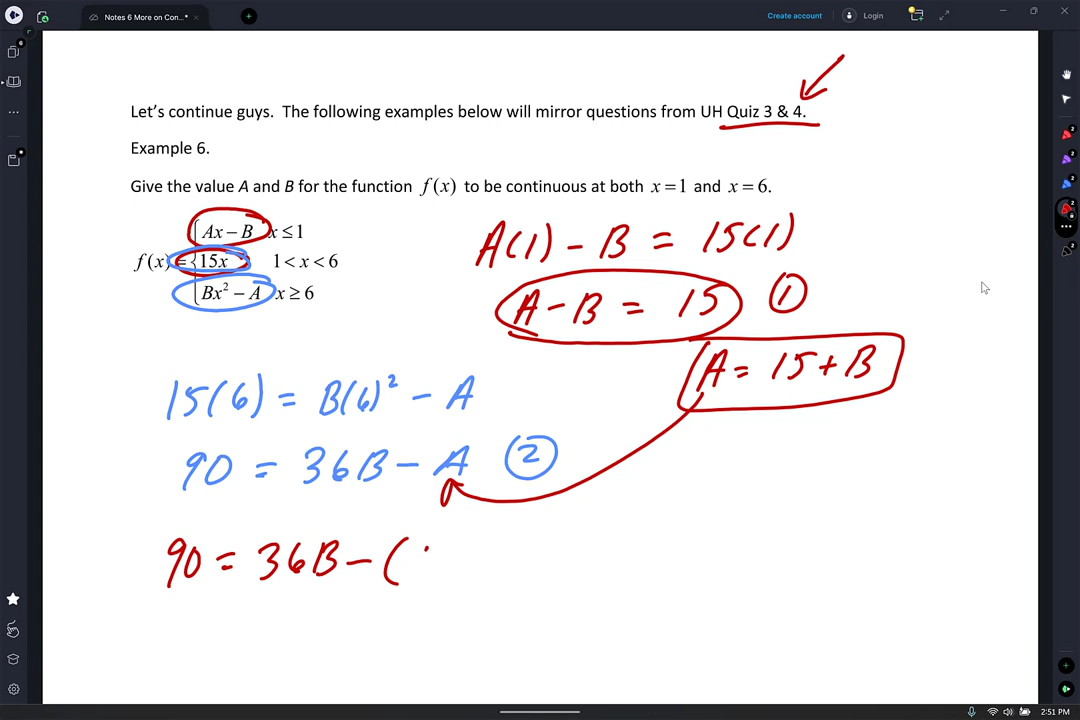 Notes 6 More on Con...*
Create account
Login
Let's continue guys. The following examples below will mirror questions from UH Quiz 3 & 4.
Example 6.
Give the value A and B for the function f(x) to be continuous at both x = 1 and x = 6.
Ax − B x ≤ 1
f(x) = { 15x 1 < x < 6
Bx² − A x ≥ 6
A(1) − B = 15(1)
A − B = 15 ①
A = 15 + B
15(6) = B(6)² − A
90 = 36B − A ②
90 = 36B − (
2:51 PM